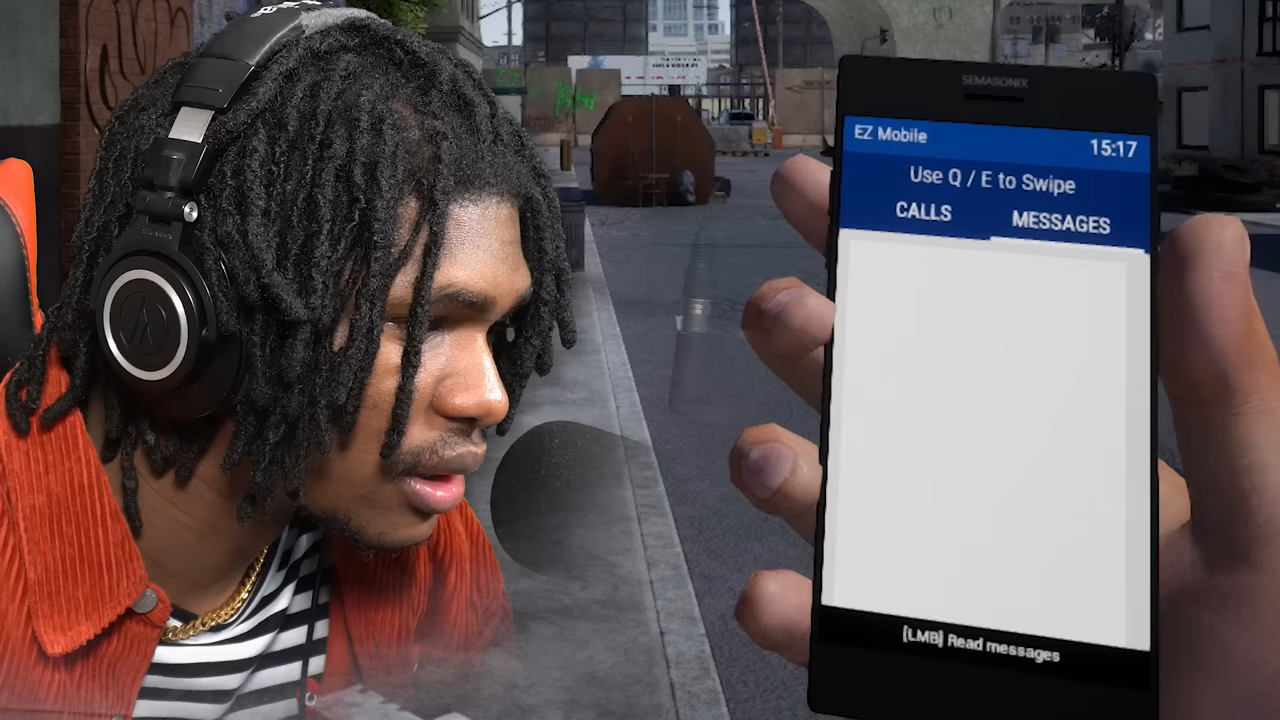 SEMASONIX
EZ Mobile
15:17
Use Q / E to Swipe
CALLS
MESSAGES
[LMB] Read messages